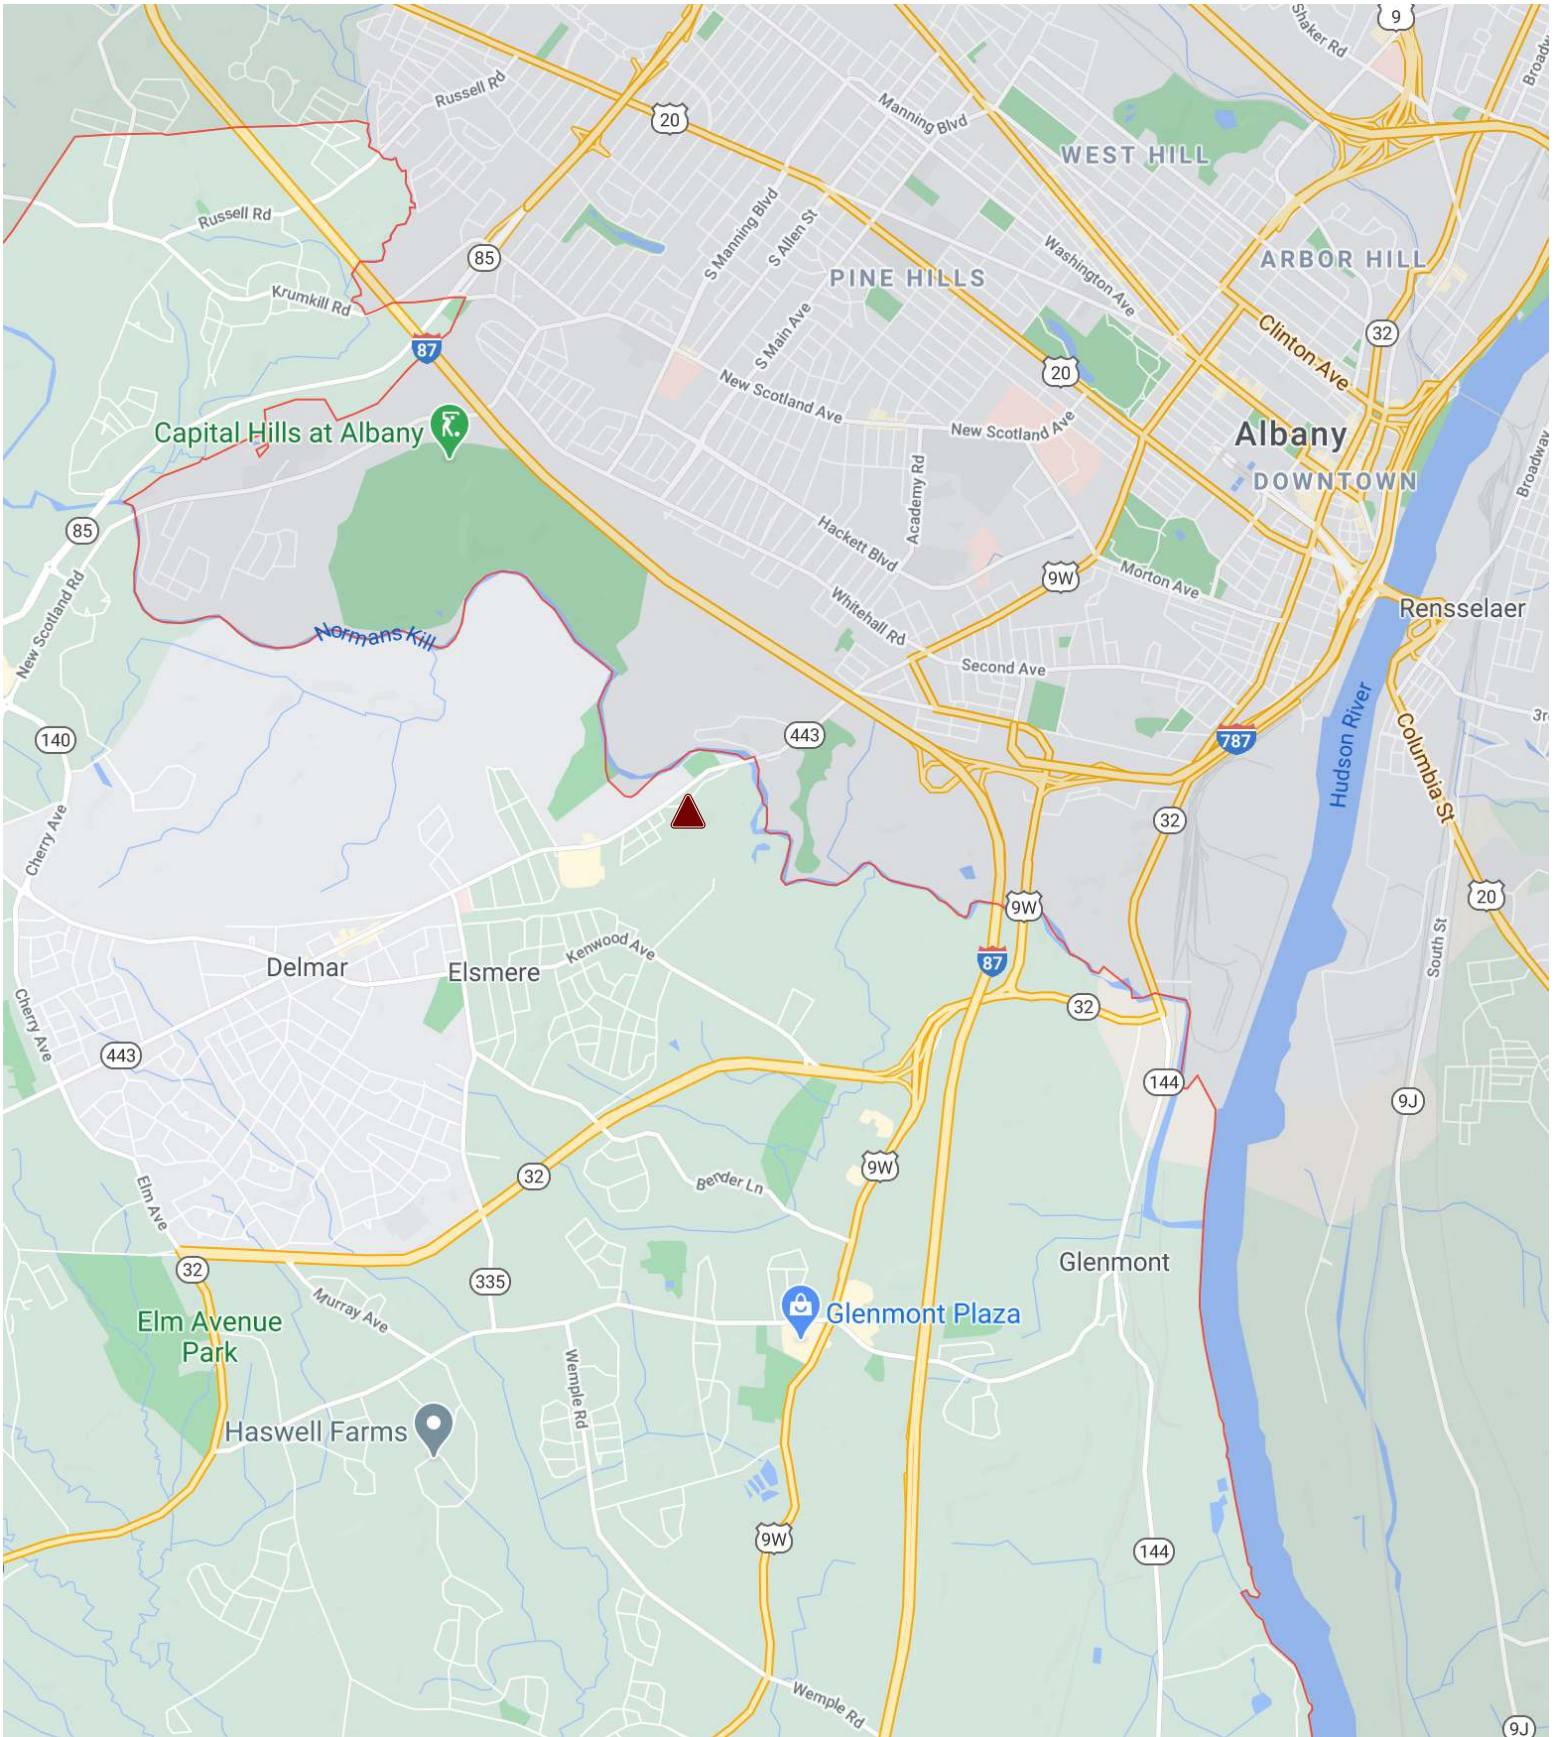 9
Shaker Rd
Broadw
Russell Rd
20
Manning Blvd
WEST HILL
Russell Rd
S Manning Blvd
S Allen St
85
PINE HILLS
Washington Ave
ARBOR HILL
Krumkill Rd
S Main Ave
Clinton Ave
32
87
20
New Scotland Ave
New Scotland Ave
Capital Hills at Albany
Albany
DOWNTOWN
Broadway
Academy Rd
85
Hackett Blvd
9W
Morton Ave
New Scotland Rd
Whitehall Rd
Rensselaer
Normans Kill
Second Ave
140
443
787
Hudson River
3r
Columbia St
Cherry Ave
32
9W
20
Kenwood Ave
Delmar
Elsmere
87
South St
Cherry Ave
32
443
144
9J
Elm Ave
32
9W
Bender Ln
32
335
Glenmont
Murray Ave
Elm Avenue
Park
Glenmont Plaza
Wemple Rd
Haswell Farms
9W
144
Wemple Rd
9J